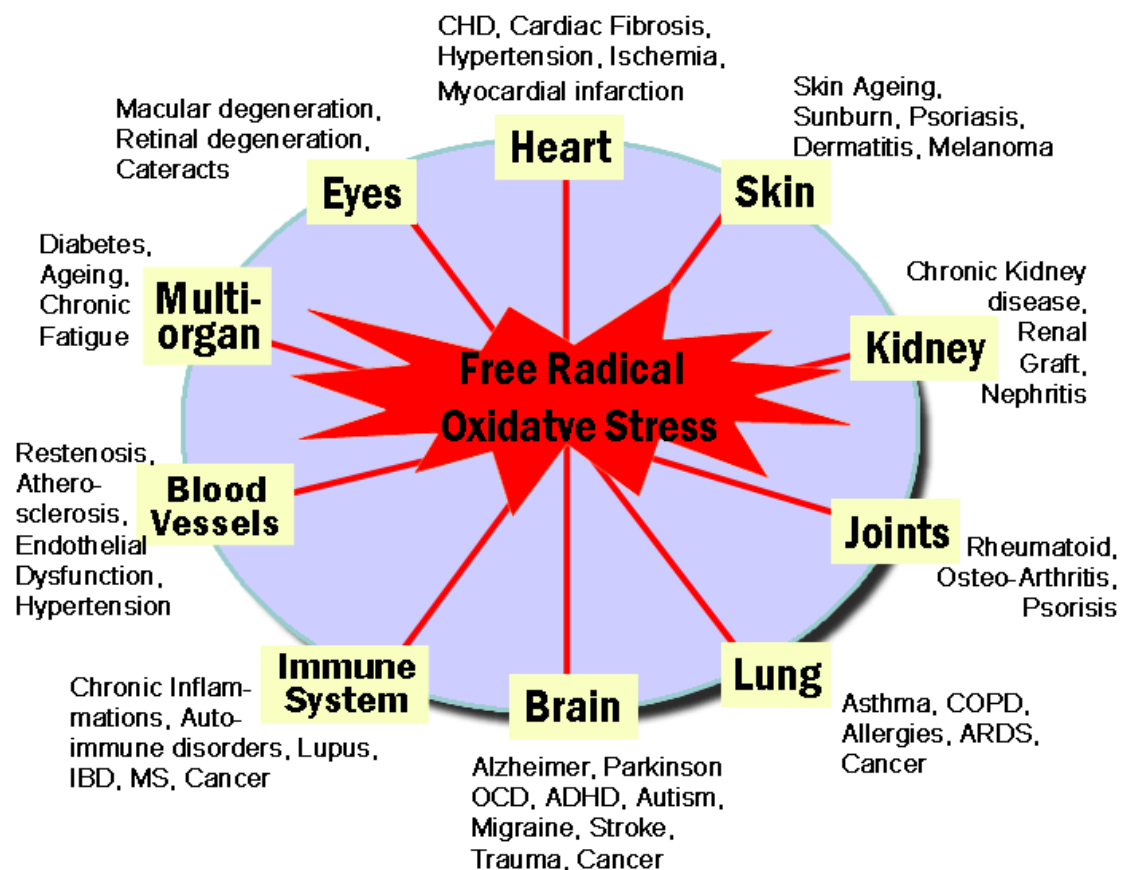 CHD, Cardiac Fibrosis,
Hypertension, Ischemia,
Myocardial infarction
Heart
Skin Ageing,
Sunburn, Psoriasis,
Dermatitis, Melanoma
Skin
Chronic Kidney
disease,
Renal
Graft,
Nephritis
Kidney
Joints
Rheumatoid,
Osteo-Arthritis,
Psorisis
Lung
Asthma, COPD,
Allergies, ARDS,
Cancer
Brain
Alzheimer, Parkinson
OCD, ADHD, Autism,
Migraine, Stroke,
Trauma, Cancer
Immune
System
Chronic Inflam-
mations, Auto-
immune disorders, Lupus,
IBD, MS, Cancer
Blood
Vessels
Restenosis,
Athero-
sclerosis,
Endothelial
Dysfunction,
Hypertension
Multi-
organ
Diabetes,
Ageing,
Chronic
Fatigue
Eyes
Macular degeneration,
Retinal degeneration,
Cateracts
Free Radical
Oxidatve Stress